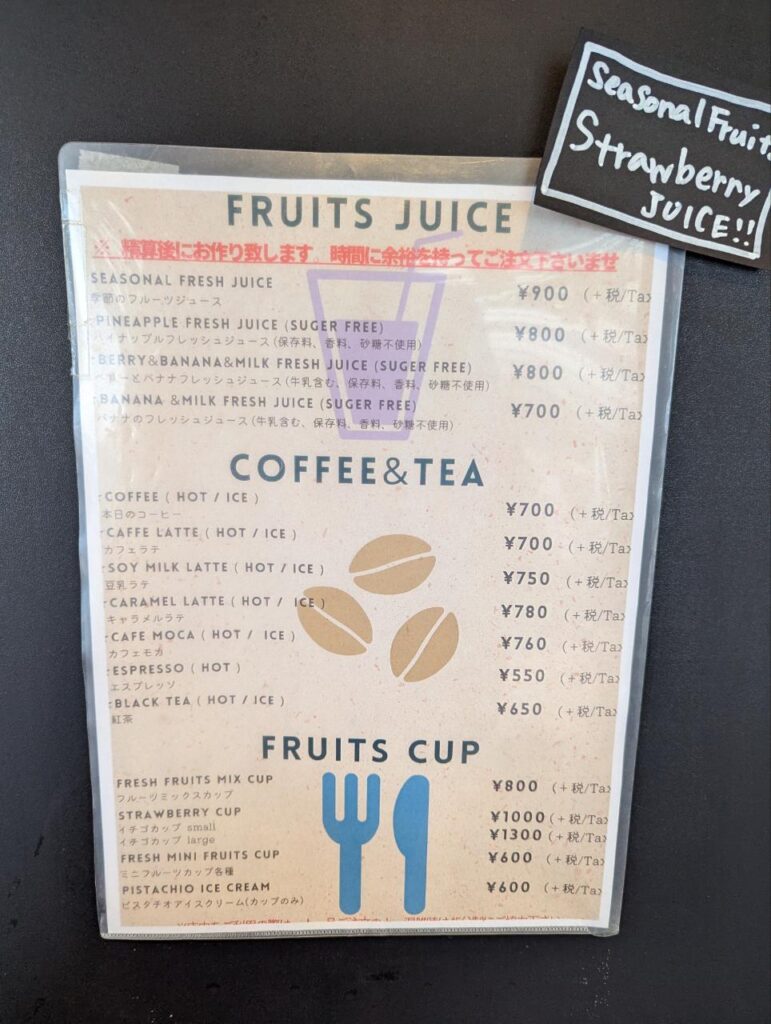 Seasonal Fruits
Strawberry
JUICE!!
FRUITS JUICE
※ 精算後にお作り致します。時間に余裕を持ってご注文下さいませ
SEASONAL FRESH JUICE ¥900 (+税/Tax
季節のフルーツジュース
PINEAPPLE FRESH JUICE (SUGER FREE) ¥800 (+税/Tax
パイナップルフレッシュジュース(保存料、香料、砂糖不使用)
BERRY&BANANA&MILK FRESH JUICE (SUGER FREE) ¥800 (+税/Tax
ベリーとバナナフレッシュジュース(牛乳含む、保存料、香料、砂糖不使用)
BANANA &MILK FRESH JUICE (SUGER FREE) ¥700 (+税/Tax
バナナのフレッシュジュース(牛乳含む、保存料、香料、砂糖不使用)
COFFEE&TEA
COFFEE ( HOT / ICE ) ¥700 (+税/Tax
本日のコーヒー
CAFFE LATTE ( HOT / ICE ) ¥700 (+税/Tax
カフェラテ
SOY MILK LATTE ( HOT / ICE ) ¥750 (+税/Tax
豆乳ラテ
CARAMEL LATTE ( HOT / ICE ) ¥780 (+税/Tax
キャラメルラテ
CAFE MOCA ( HOT / ICE ) ¥760 (+税/Tax
カフェモカ
ESPRESSO ( HOT ) ¥550 (+税/Tax
エスプレッソ
BLACK TEA ( HOT / ICE ) ¥650 (+税/Tax
紅茶
FRUITS CUP
FRESH FRUITS MIX CUP ¥800 (+税/Tax
フルーツミックスカップ
STRAWBERRY CUP
イチゴカップ small ¥1000 (+税/Tax
イチゴカップ large ¥1300 (+税/Tax
FRESH MINI FRUITS CUP ¥600 (+税/Tax
ミニフルーツカップ各種
PISTACHIO ICE CREAM ¥600 (+税/Tax
ピスタチオアイスクリーム(カップのみ)